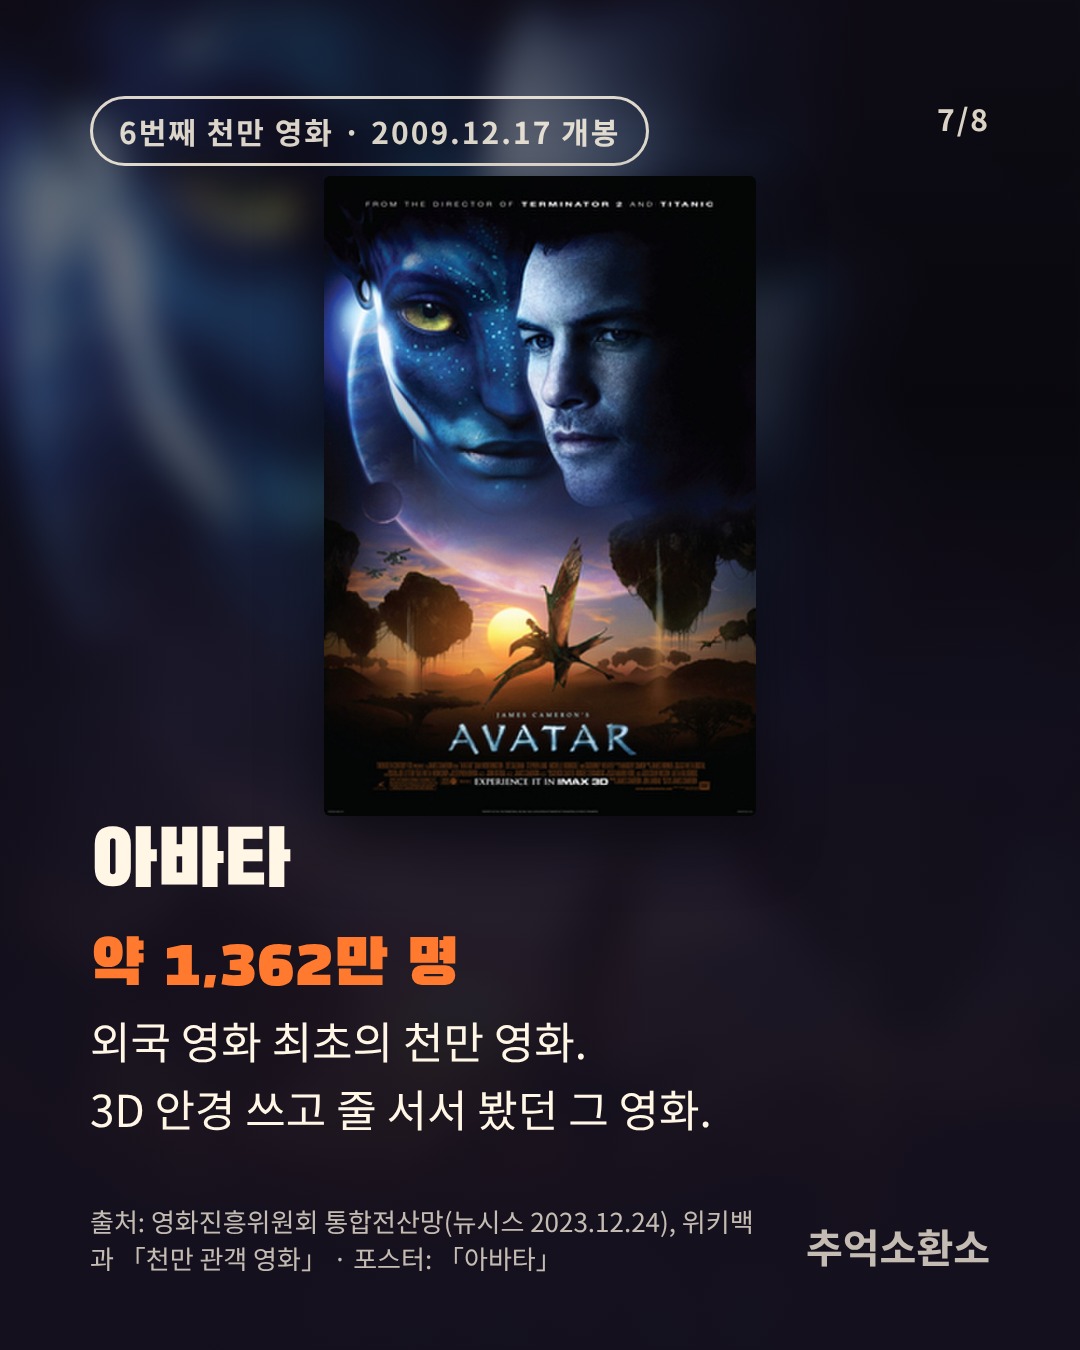 6번째 천만 영화 · 2009.12.17 개봉
7/8
FROM THE DIRECTOR OF TERMINATOR 2 AND TITANIC
JAMES CAMERON'S
AVATAR
EXPERIENCE IT IN IMAX 3D
아바타
약 1,362만 명
외국 영화 최초의 천만 영화.
3D 안경 쓰고 줄 서서 봤던 그 영화.
출처: 영화진흥위원회 통합전산망(뉴시스 2023.12.24), 위키백
과 「천만 관객 영화」 · 포스터: 「아바타」
추억소환소